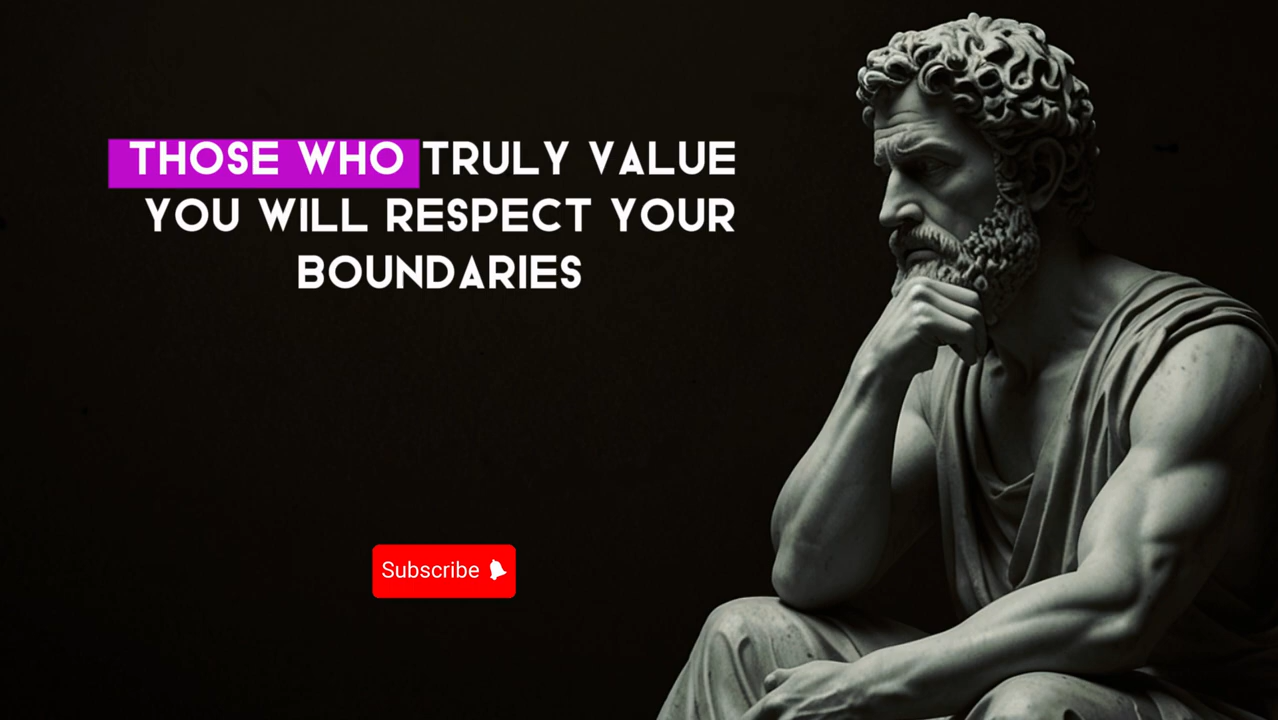 THOSE WHO TRULY VALUE
YOU WILL RESPECT YOUR
BOUNDARIES
Subscribe